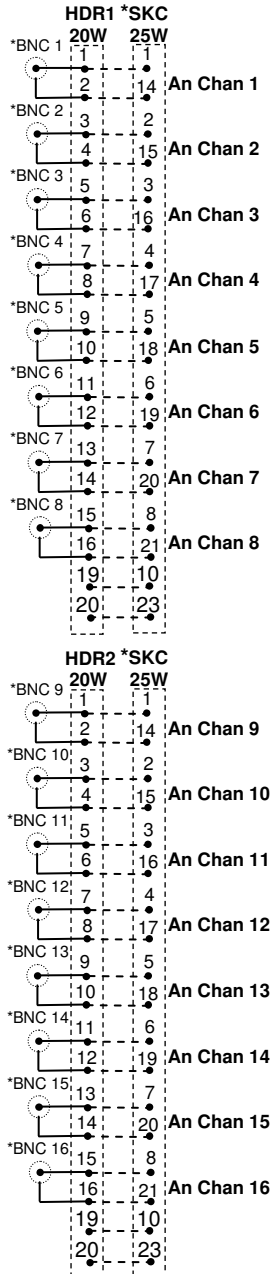 HDR1 *SKC
20W 25W
*BNC 1 1 1
2 14 An Chan 1
*BNC 2 3 2
4 15 An Chan 2
*BNC 3 5 3
6 16 An Chan 3
*BNC 4 7 4
8 17 An Chan 4
*BNC 5 9 5
10 18 An Chan 5
*BNC 6 11 6
12 19 An Chan 6
*BNC 7 13 7
14 20 An Chan 7
*BNC 8 15 8
16 21 An Chan 8
19 10
20 23
HDR2 *SKC
20W 25W
*BNC 9 1 1
2 14 An Chan 9
*BNC 10 3 2
4 15 An Chan 10
*BNC 11 5 3
6 16 An Chan 11
*BNC 12 7 4
8 17 An Chan 12
*BNC 13 9 5
10 18 An Chan 13
*BNC 14 11 6
12 19 An Chan 14
*BNC 15 13 7
14 20 An Chan 15
*BNC 16 15 8
16 21 An Chan 16
19 10
20 23